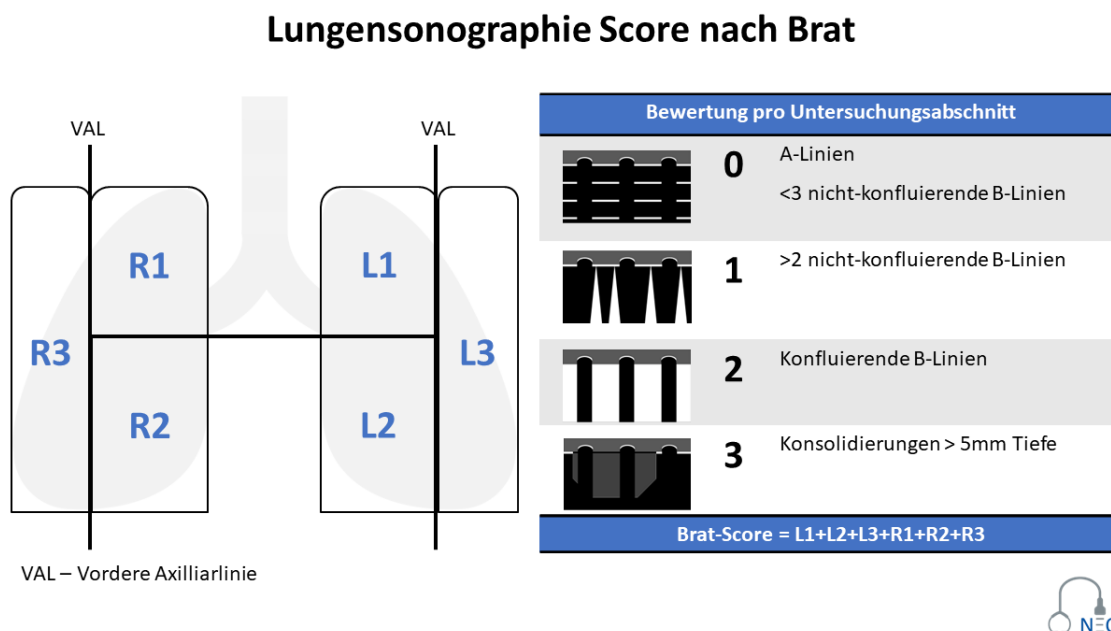 Lungensonographie Score nach Brat
VAL
VAL
R1
L1
R3
L3
R2
L2
VAL – Vordere Axilliarlinie
Bewertung pro Untersuchungsabschnitt
0
A-Linien
<3 nicht-konfluierende B-Linien
1
>2 nicht-konfluierende B-Linien
2
Konfluierende B-Linien
3
Konsolidierungen > 5mm Tiefe
Brat-Score = L1+L2+L3+R1+R2+R3